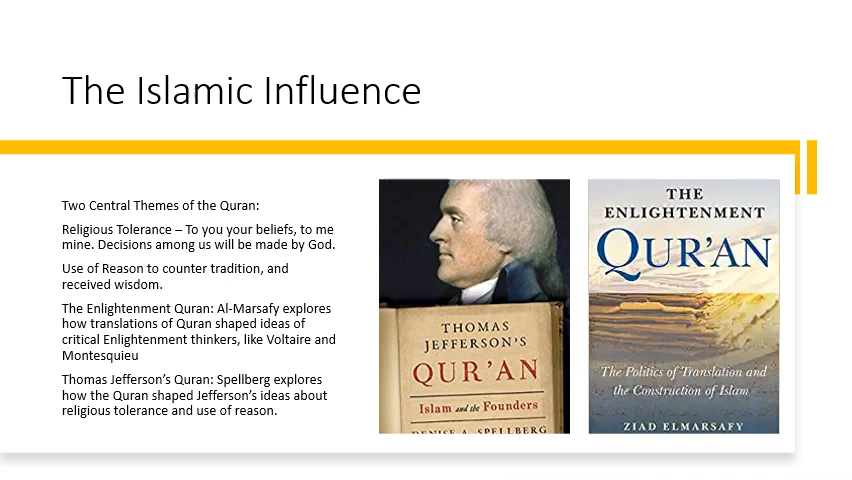 The Islamic Influence
Two Central Themes of the Quran:
Religious Tolerance – To you your beliefs, to me
mine. Decisions among us will be made by God.
Use of Reason to counter tradition, and
received wisdom.
The Enlightenment Quran: Al-Marsafy explores
how translations of Quran shaped ideas of
critical Enlightenment thinkers, like Voltaire and
Montesquieu
Thomas Jefferson’s Quran: Spellberg explores
how the Quran shaped Jefferson’s ideas about
religious tolerance and use of reason.
THOMAS
JEFFERSON’S
QUR’AN
Islam and the Founders
DENISE A. SPELLBERG
THE
ENLIGHTENMENT
QUR’AN
The Politics of Translation and
the Construction of Islam
ZIAD ELMARSAFY